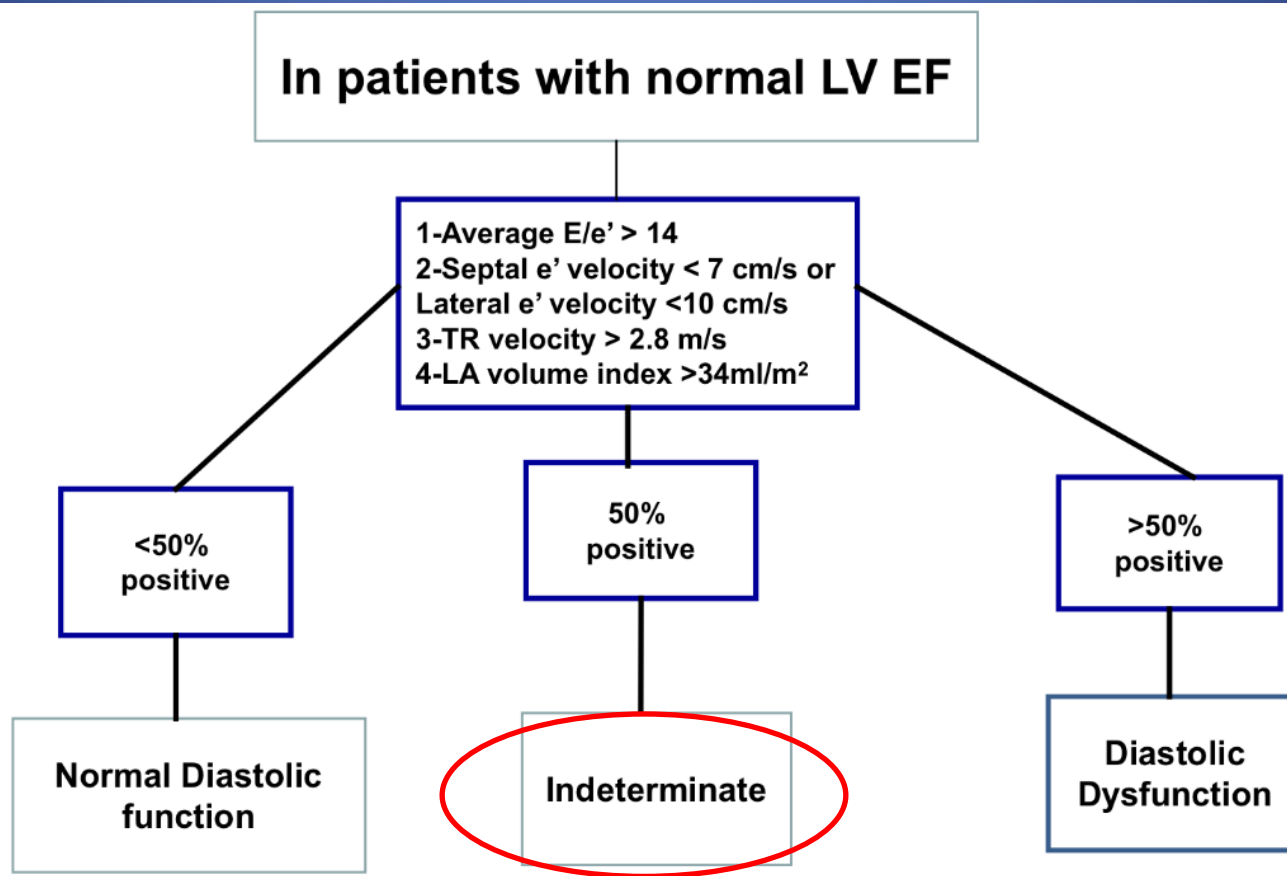 In patients with normal LV EF
1-Average E/e’ > 14
2-Septal e’ velocity < 7 cm/s or
Lateral e’ velocity <10 cm/s
3-TR velocity > 2.8 m/s
4-LA volume index >34ml/m²
<50%
positive
50%
positive
>50%
positive
Normal Diastolic
function
Indeterminate
Diastolic
Dysfunction